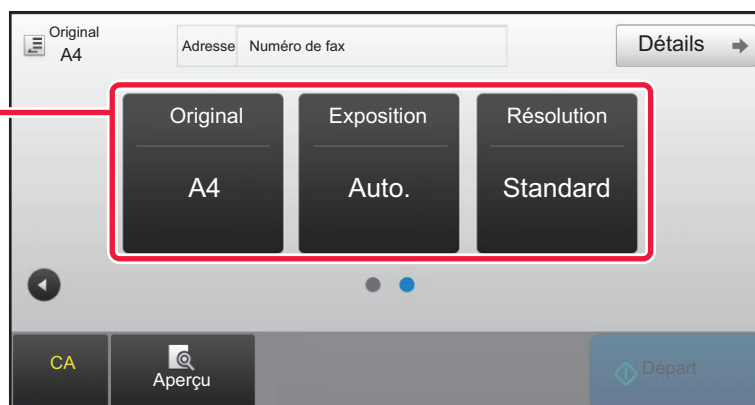 Original
A4
Adresse Numéro de fax
Détails
Original Exposition Résolution
A4 Auto. Standard
CA
Aperçu
Départ